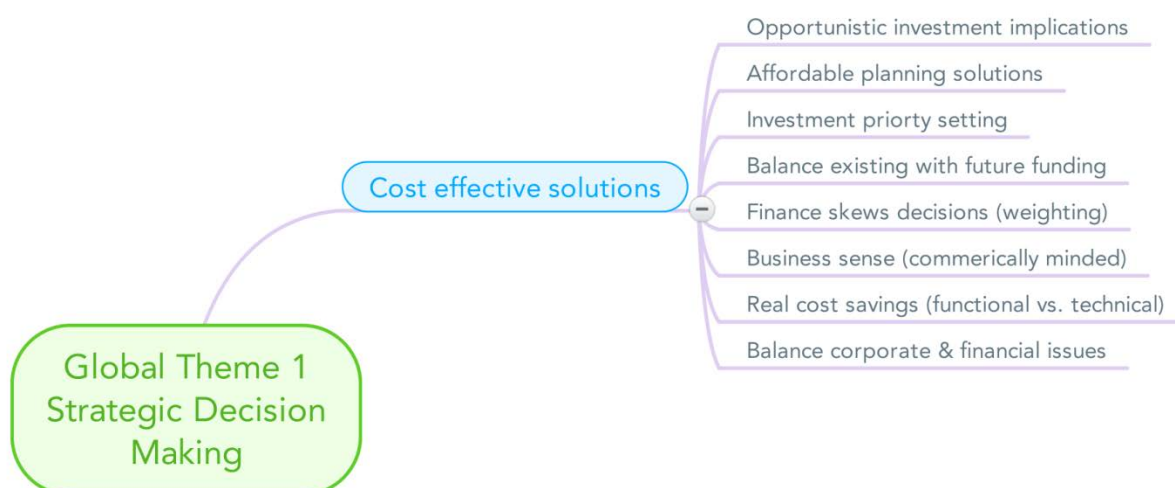 Opportunistic investment implications
Affordable planning solutions
Investment priorty setting
Balance existing with future funding
Cost effective solutions
Finance skews decisions (weighting)
Business sense (commerically minded)
Real cost savings (functional vs. technical)
Balance corporate & financial issues
Global Theme 1
Strategic Decision
Making